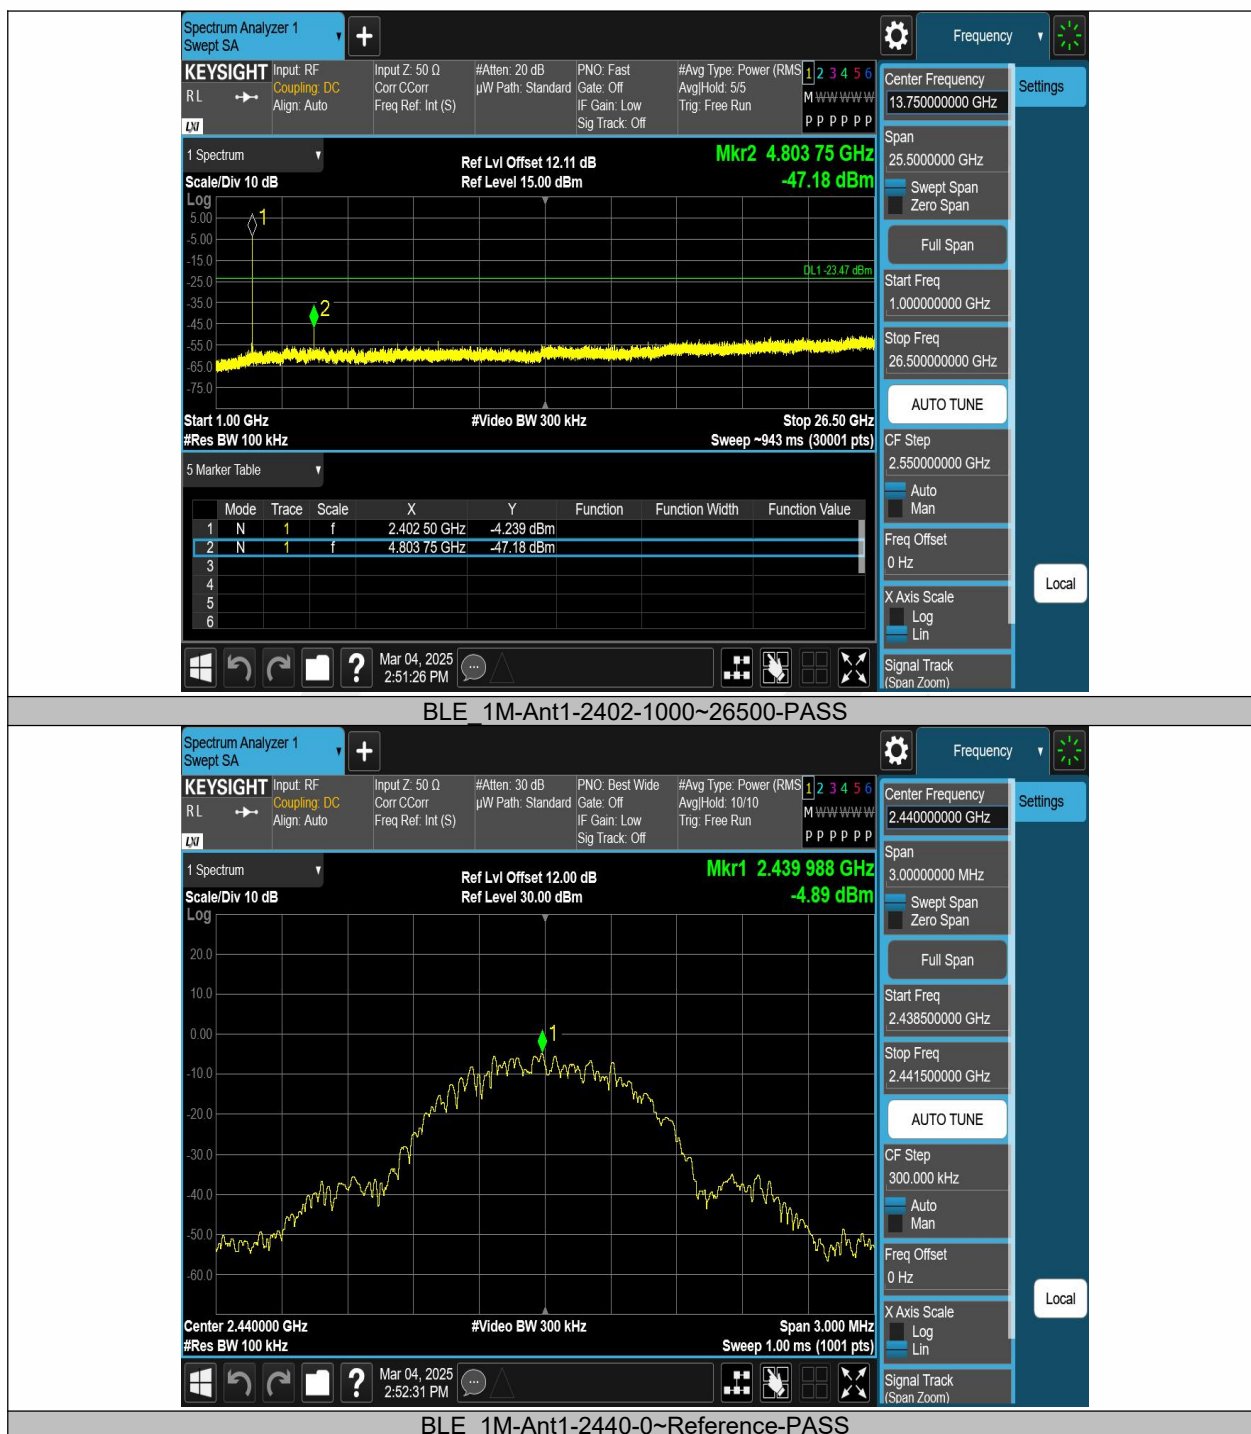 Spectrum Analyzer 1
Swept SA
Frequency
KEYSIGHT
RL
LXI
Input: RF
Coupling: DC
Align: Auto
Input Z: 50 Ω
Corr CCorr
Freq Ref: Int (S)
#Atten: 20 dB
µW Path: Standard
PNO: Fast
Gate: Off
IF Gain: Low
Sig Track: Off
#Avg Type: Power (RMS
Avg|Hold: 5/5
Trig: Free Run
1 2 3 4 5 6
M W W W W W
P P P P P P
Center Frequency
13.750000000 GHz
Settings
Span
25.5000000 GHz
Swept Span
Zero Span
Full Span
Start Freq
1.000000000 GHz
Stop Freq
26.500000000 GHz
AUTO TUNE
CF Step
2.550000000 GHz
Auto
Man
Freq Offset
0 Hz
X Axis Scale
Log
Lin
Signal Track
(Span Zoom)
Local
1 Spectrum
Scale/Div 10 dB
Log
Ref Lvl Offset 12.11 dB
Ref Level 15.00 dBm
Mkr2 4.803 75 GHz
-47.18 dBm
5.00
-5.00
-15.0
-25.0
-35.0
-45.0
-55.0
-65.0
-75.0
1
2
DL1 -23.47 dBm
Start 1.00 GHz
#Res BW 100 kHz
#Video BW 300 kHz
Stop 26.50 GHz
Sweep ~943 ms (30001 pts)
5 Marker Table
Mode Trace Scale X Y Function Function Width Function Value
1 N 1 f 2.402 50 GHz -4.239 dBm
2 N 1 f 4.803 75 GHz -47.18 dBm
3
4
5
6
?
Mar 04, 2025
2:51:26 PM
BLE_1M-Ant1-2402-1000~26500-PASS
Spectrum Analyzer 1
Swept SA
Frequency
KEYSIGHT
RL
LXI
Input: RF
Coupling: DC
Align: Auto
Input Z: 50 Ω
Corr CCorr
Freq Ref: Int (S)
#Atten: 30 dB
µW Path: Standard
PNO: Best Wide
Gate: Off
IF Gain: Low
Sig Track: Off
#Avg Type: Power (RMS
Avg|Hold: 10/10
Trig: Free Run
1 2 3 4 5 6
M W W W W W
P P P P P P
Center Frequency
2.440000000 GHz
Settings
Span
3.00000000 MHz
Swept Span
Zero Span
Full Span
Start Freq
2.438500000 GHz
Stop Freq
2.441500000 GHz
AUTO TUNE
CF Step
300.000 kHz
Auto
Man
Freq Offset
0 Hz
X Axis Scale
Log
Lin
Signal Track
(Span Zoom)
Local
1 Spectrum
Scale/Div 10 dB
Log
Ref Lvl Offset 12.00 dB
Ref Level 30.00 dBm
Mkr1 2.439 988 GHz
-4.89 dBm
20.0
10.0
0.00
-10.0
-20.0
-30.0
-40.0
-50.0
-60.0
1
Center 2.440000 GHz
#Res BW 100 kHz
#Video BW 300 kHz
Span 3.000 MHz
Sweep 1.00 ms (1001 pts)
?
Mar 04, 2025
2:52:31 PM
BLE_1M-Ant1-2440-0~Reference-PASS